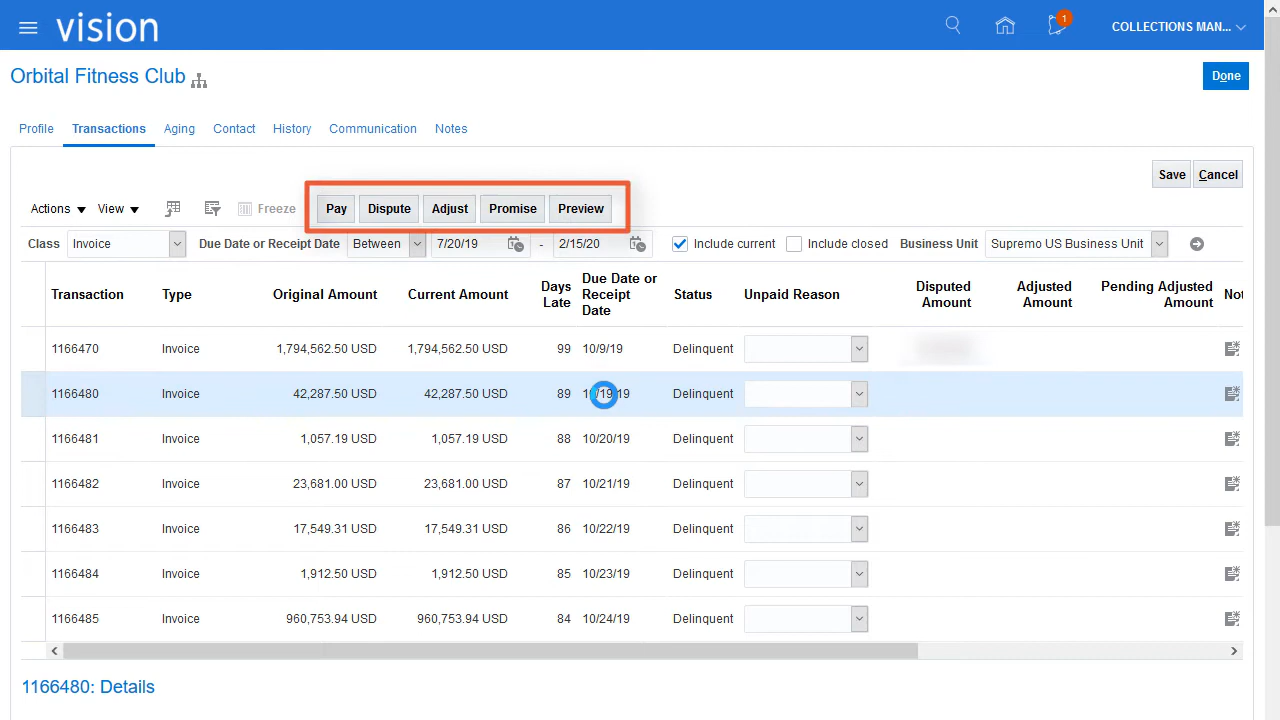 vision
1
COLLECTIONS MAN...
Orbital Fitness Club
Done
Profile Transactions Aging Contact History Communication Notes
Save Cancel
Actions View Freeze Pay Dispute Adjust Promise Preview
Class Invoice Due Date or Receipt Date Between 7/20/19 - 2/15/20 Include current Include closed Business Unit Supremo US Business Unit
Transaction Type Original Amount Current Amount Days Late Due Date or Receipt Date Status Unpaid Reason Disputed Amount Adjusted Amount Pending Adjusted Amount Not
1166470 Invoice 1,794,562.50 USD 1,794,562.50 USD 99 10/9/19 Delinquent
1166480 Invoice 42,287.50 USD 42,287.50 USD 89 Delinquent
1166481 Invoice 1,057.19 USD 1,057.19 USD 88 10/20/19 Delinquent
1166482 Invoice 23,681.00 USD 23,681.00 USD 87 10/21/19 Delinquent
1166483 Invoice 17,549.31 USD 17,549.31 USD 86 10/22/19 Delinquent
1166484 Invoice 1,912.50 USD 1,912.50 USD 85 10/23/19 Delinquent
1166485 Invoice 960,753.94 USD 960,753.94 USD 84 10/24/19 Delinquent
1166480: Details